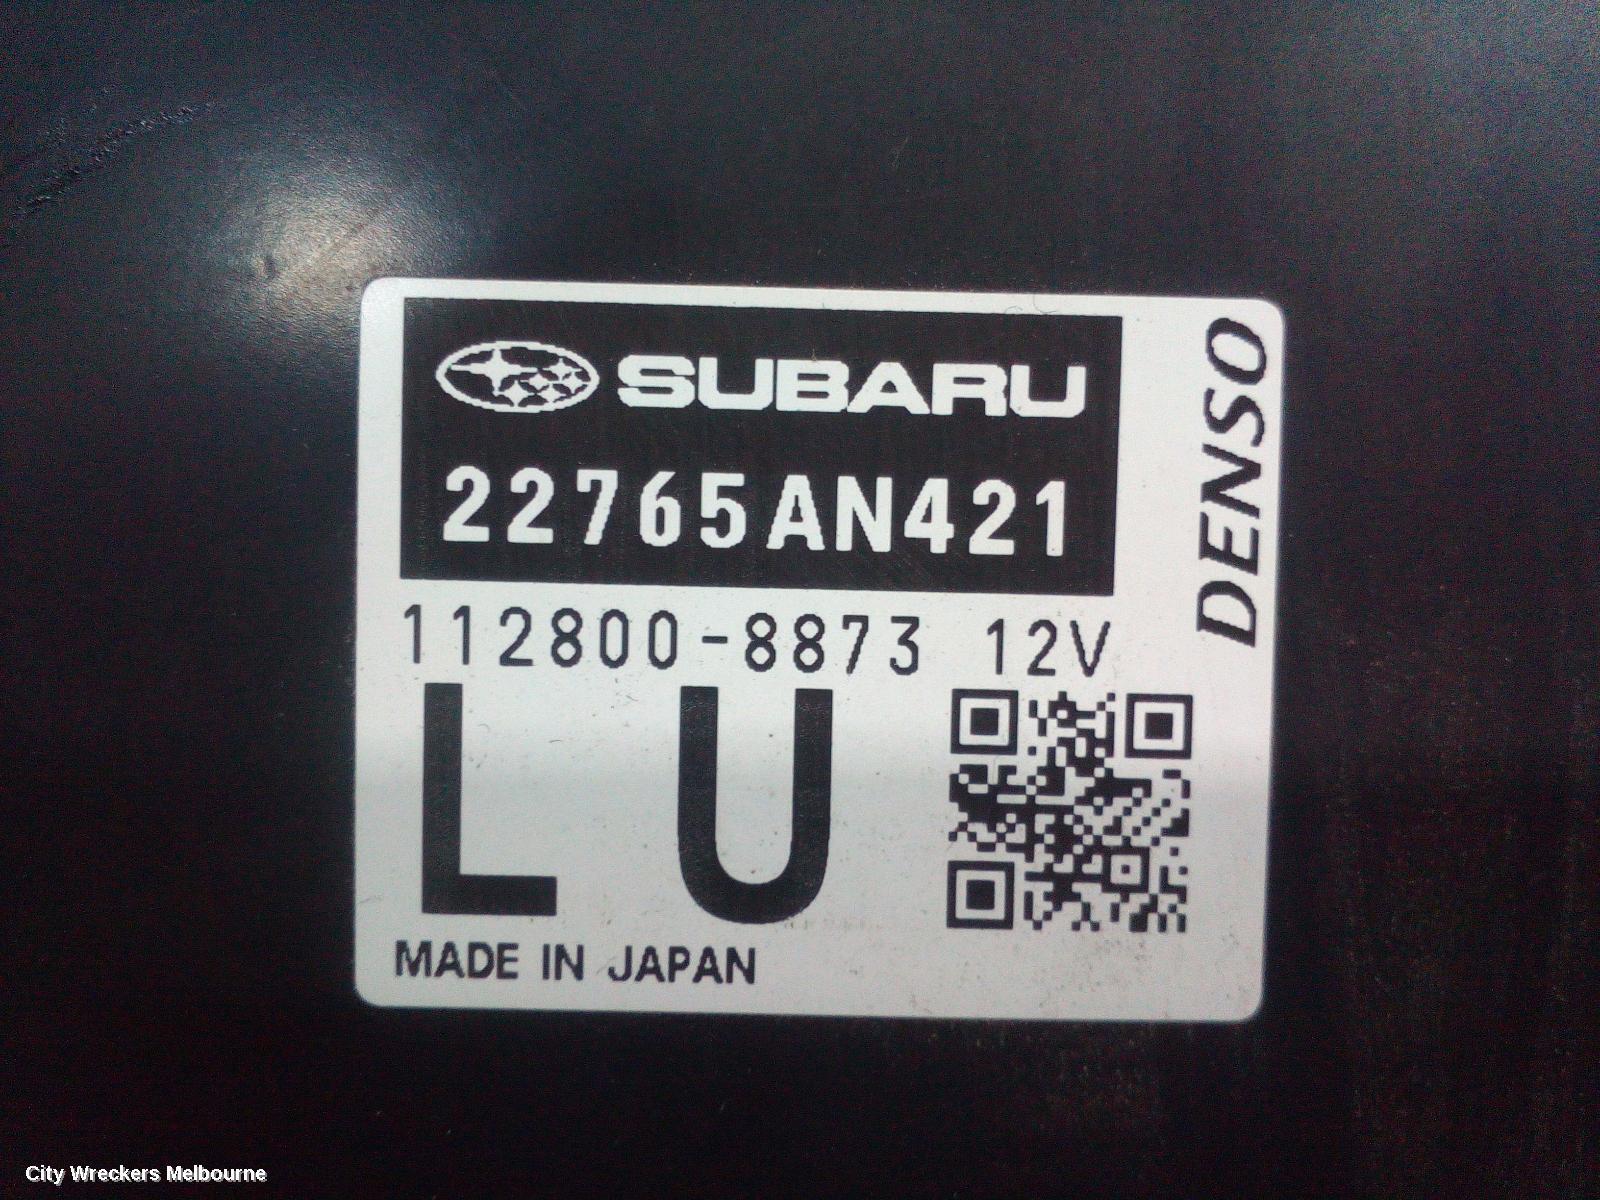 SUBARU
22765AN421
112800-8873 12V
L U
MADE IN JAPAN
DENSO
City Wreckers Melbourne